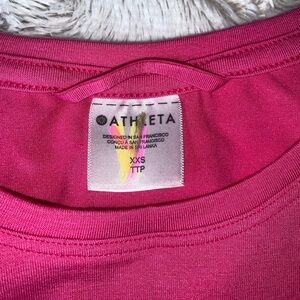 ATHLETA
DESIGNED IN SAN FRANCISCO
CONÇU À SAN FRANCISCO
MADE IN SRI LANKA
XXS
TTP